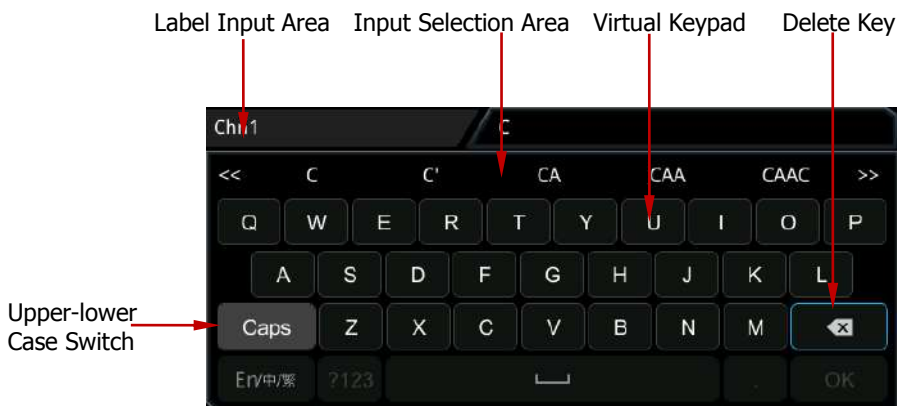 Label Input Area Input Selection Area Virtual Keypad Delete Key
Chn1 C
<< C C' CA CAA CAAC >>
Q W E R T Y U I O P
A S D F G H J K L
Upper-lower
Case Switch
Caps Z X C V B N M
En/中/繁 ?123 . OK